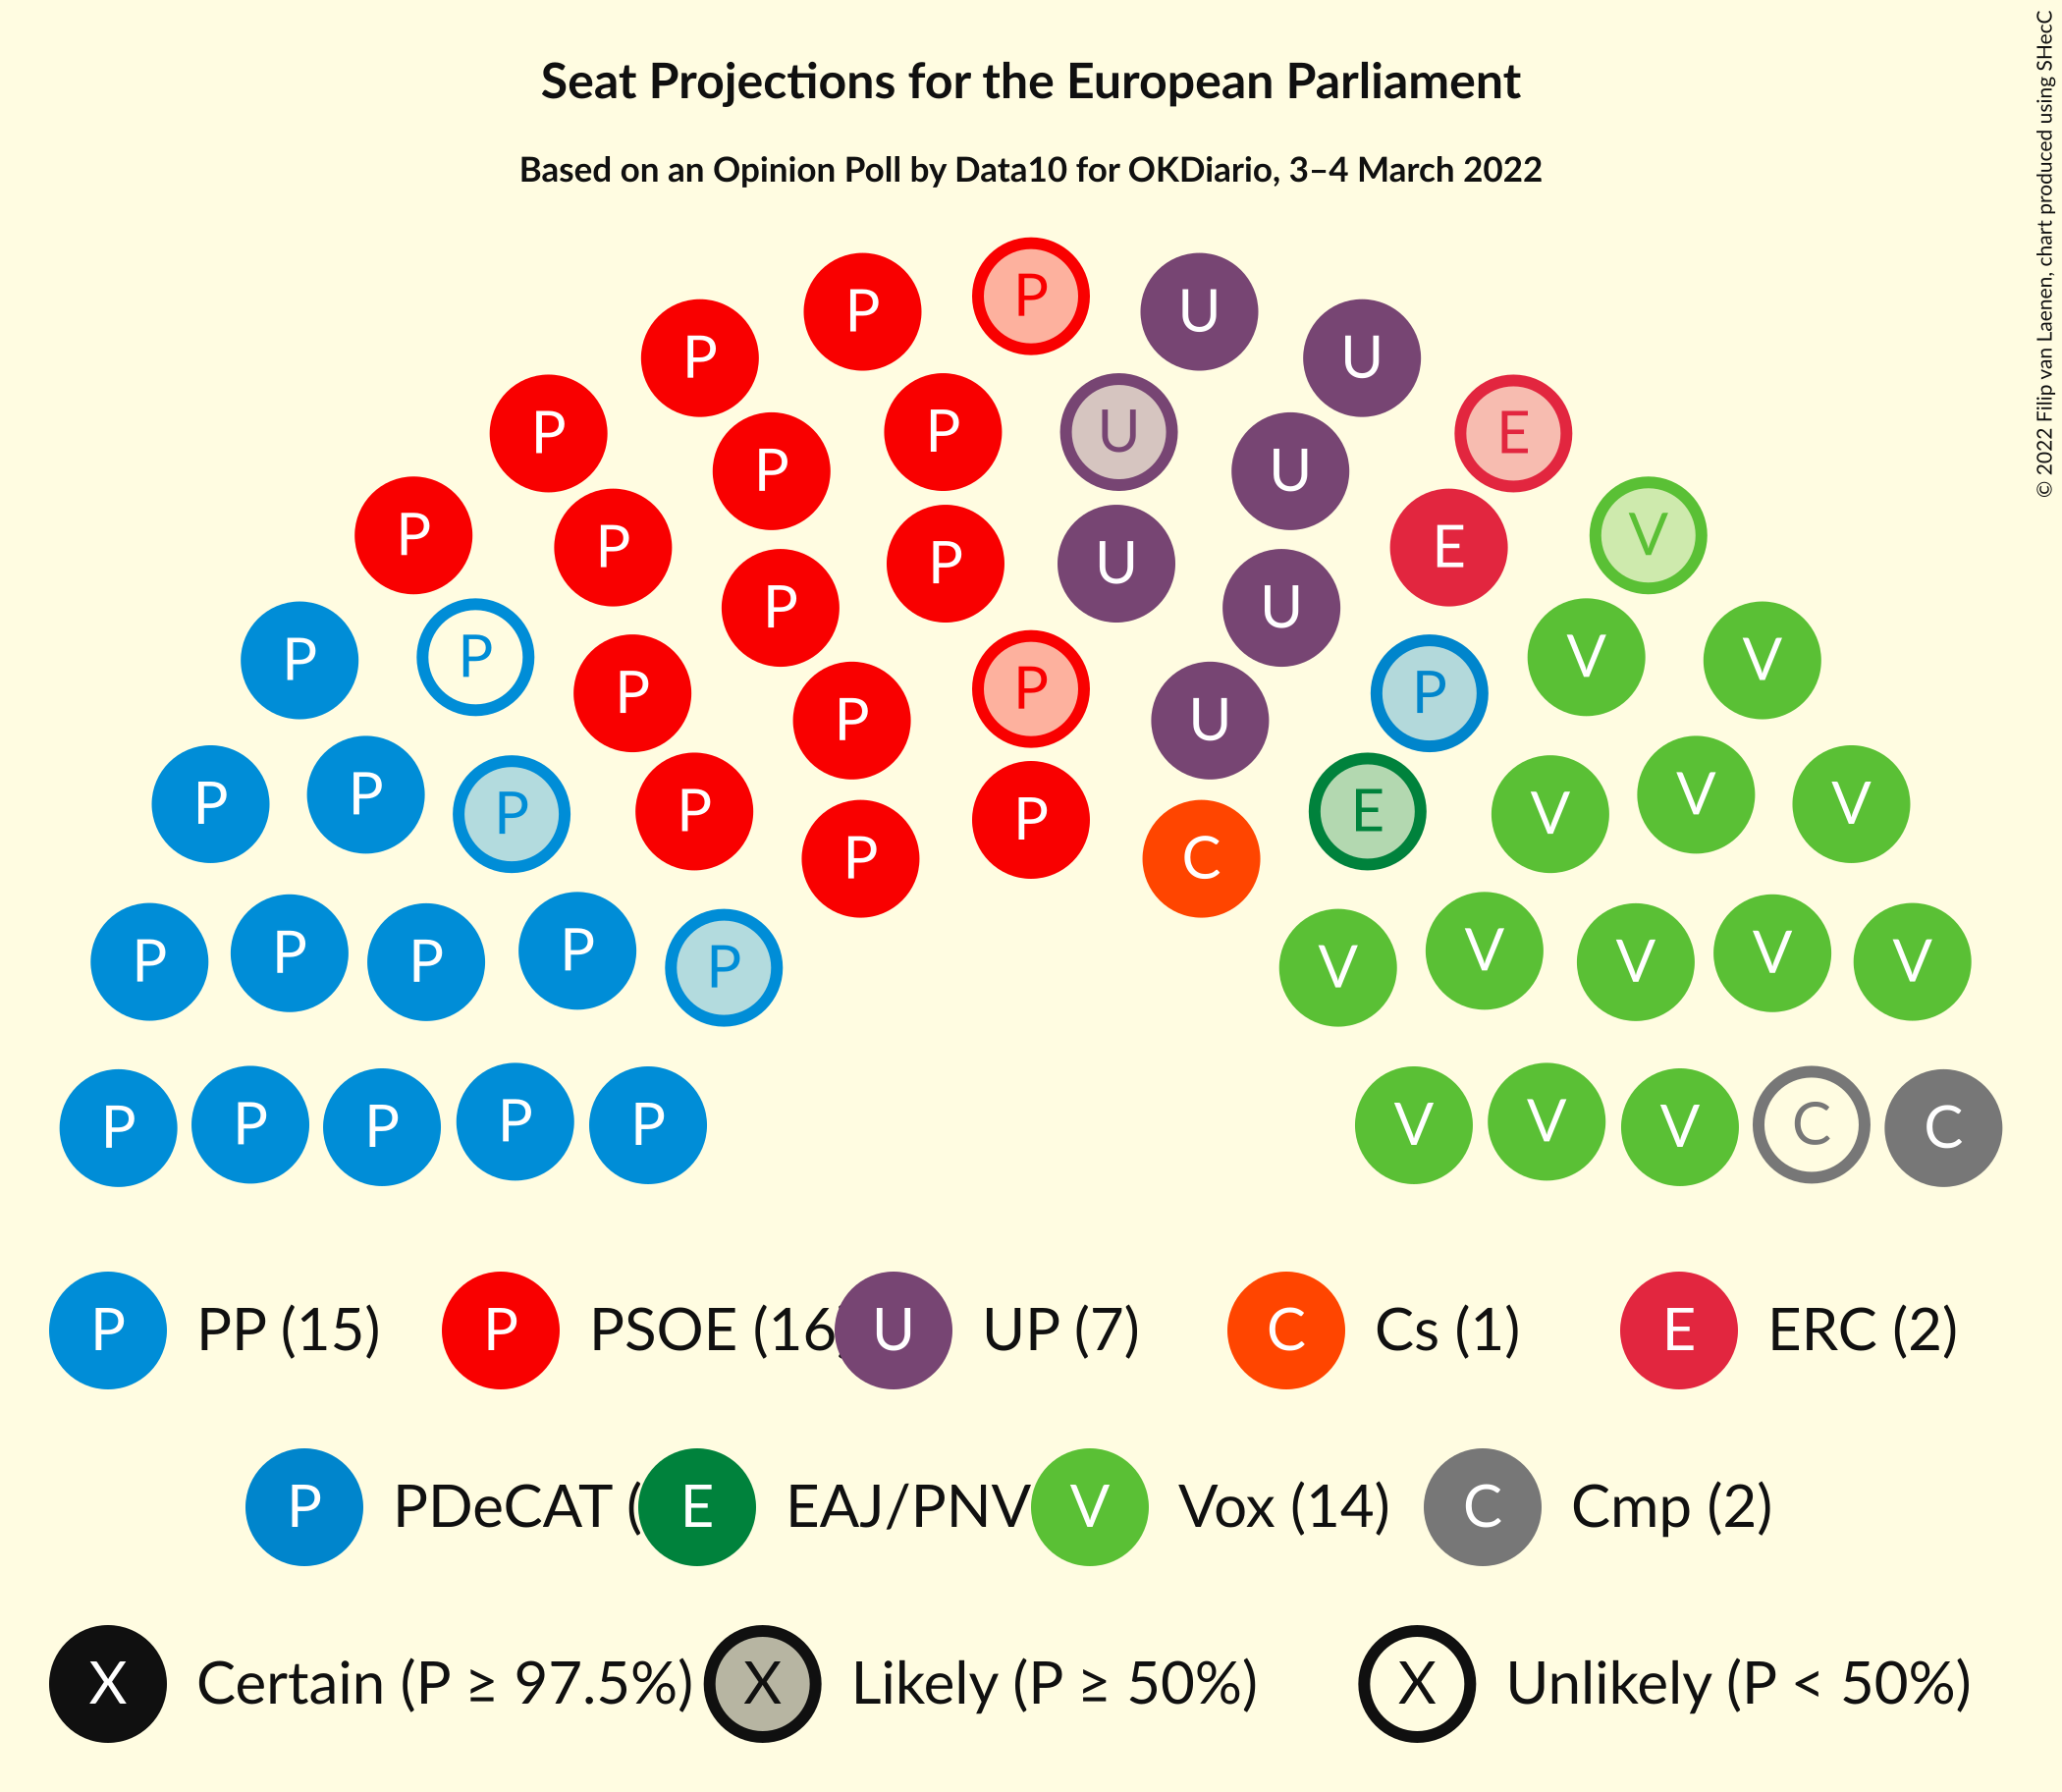 © 2022 Filip van Laenen, chart produced using SHecC
Seat Projections for the European Parliament
Based on an Opinion Poll by Data10 for OKDiario, 3–4 March 2022
P P U
P U
P P U E
P U
P P P U E V
P U
P P V V
P P P
P U
P P P P P E V V V
P C
P P P P P V V V V V
P P P P P V V V C C
P PP (15) P PSOE (16) U UP (7) C Cs (1) E ERC (2)
P PDeCAT ( E EAJ/PNV V Vox (14) C Cmp (2)
X Certain (P ≥ 97.5%) X Likely (P ≥ 50%) X Unlikely (P < 50%)